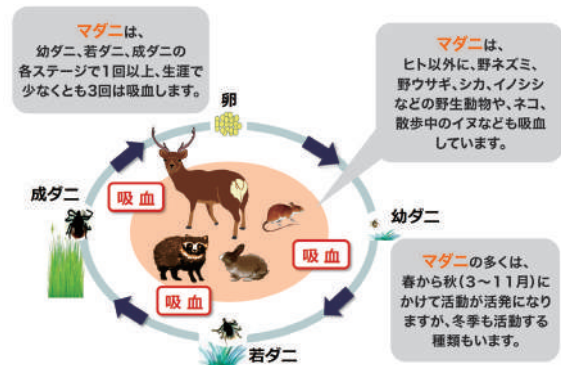 マダニは、
幼ダニ、若ダニ、成ダニの
各ステージで1回以上、生涯で
少なくとも3回は吸血します。
マダニは、
ヒト以外に、野ネズミ、
野ウサギ、シカ、イノシシ
などの野生動物や、ネコ、
散歩中のイヌなども吸血
しています。
卵
成ダニ
吸血
幼ダニ
吸血
吸血
若ダニ
マダニの多くは、
春から秋(3～11月)に
かけて活動が活発になり
ますが、冬季も活動する
種類もいます。